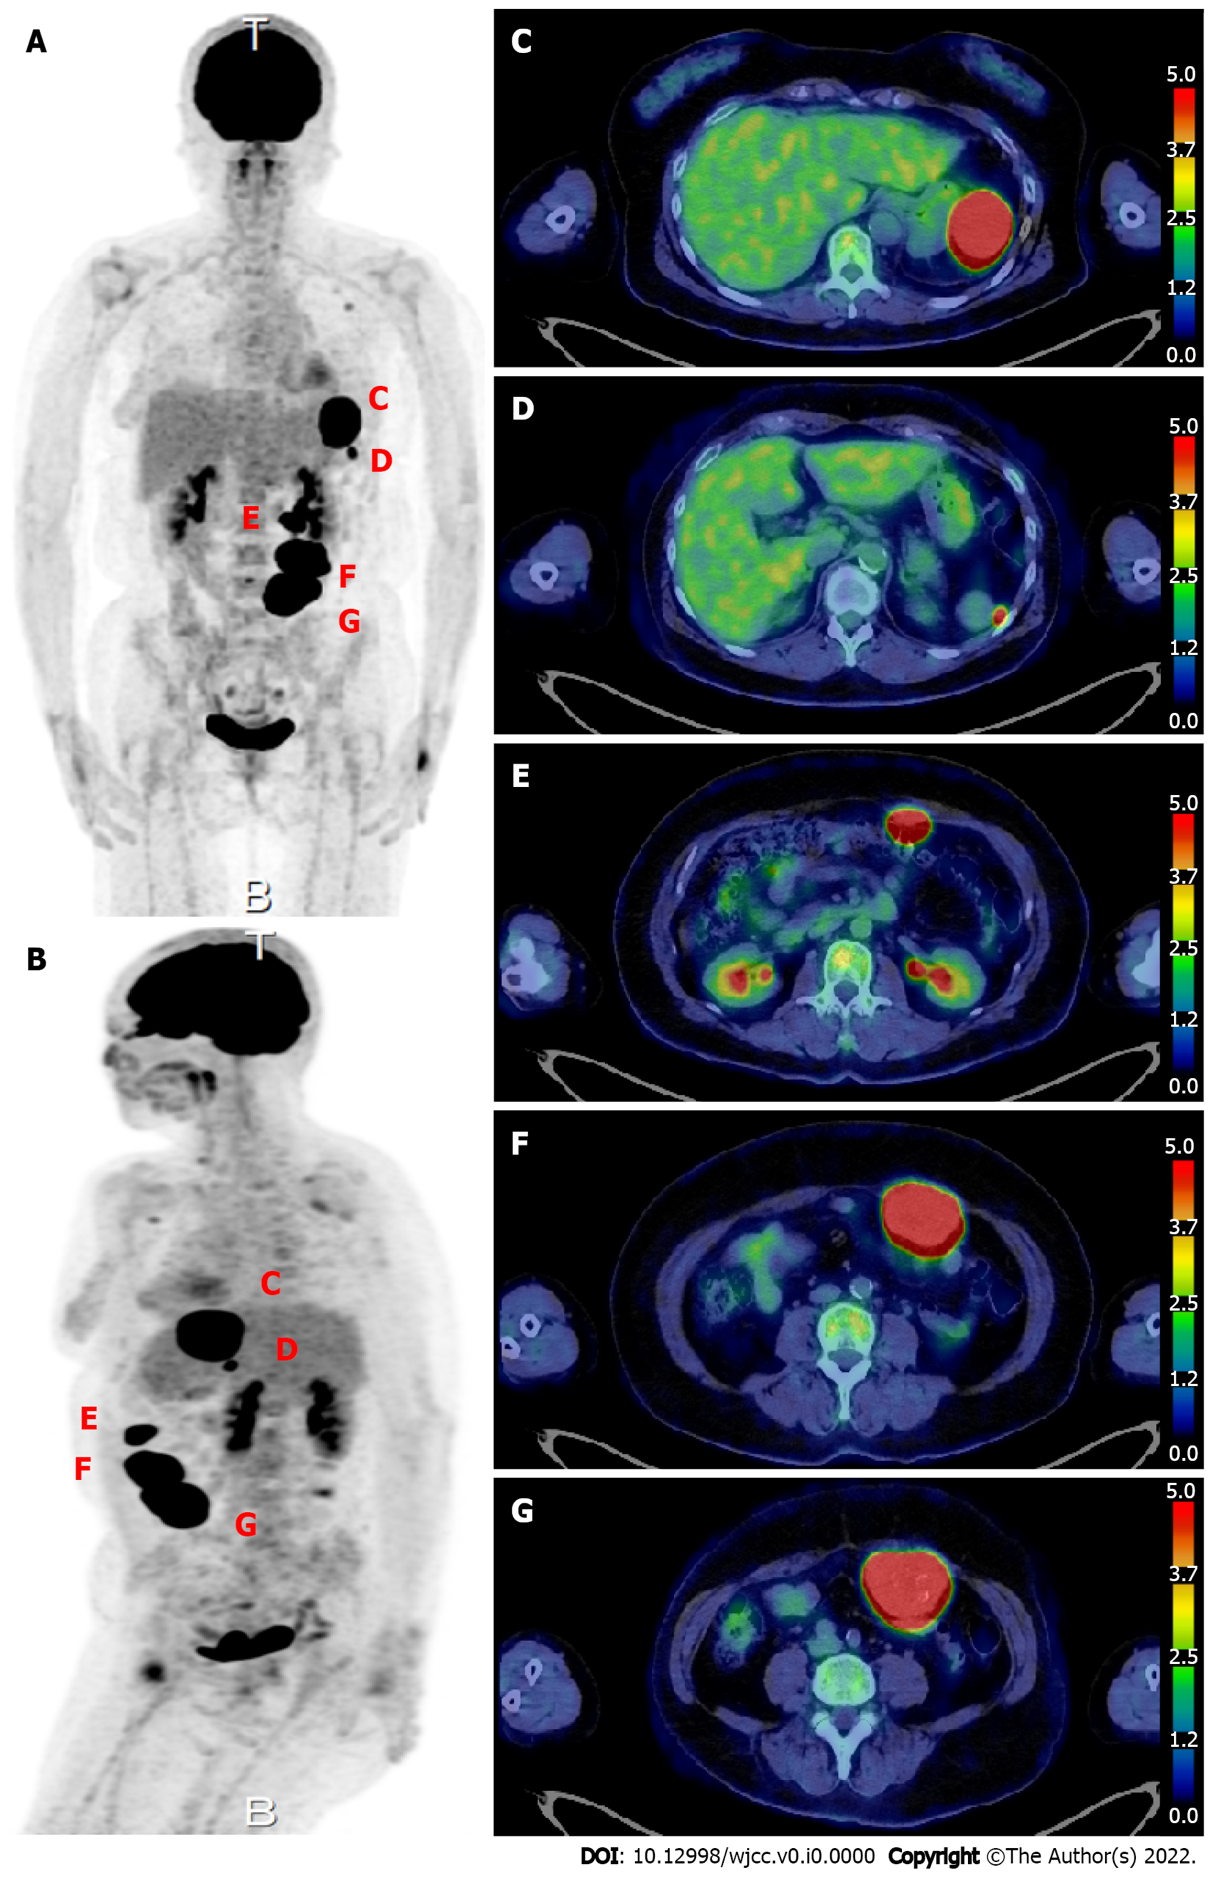 A
T
C
D
E
F
G
B
B
T
C
D
E
F
G
B
C
5.0
3.7
2.5
1.2
0.0
D
5.0
3.7
2.5
1.2
0.0
E
5.0
3.7
2.5
1.2
0.0
F
5.0
3.7
2.5
1.2
0.0
G
5.0
3.7
2.5
1.2
0.0
DOI: 10.12998/wjcc.v0.i0.0000 Copyright ©The Author(s) 2022.